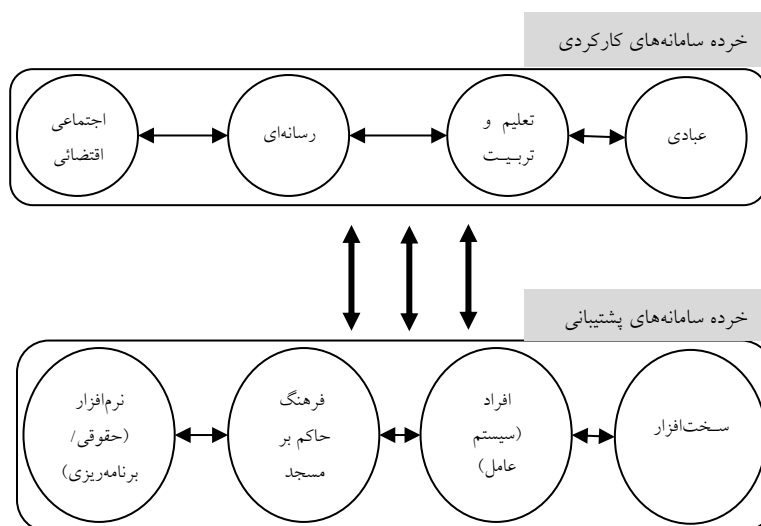 خرده سامانه‌های کارکردی
عبادی
تعلیم و
تربیت
رسانه‌ای
اجتماعی
اقتضائی
خرده سامانه‌های پشتیبانی
سخت‌افزار
افراد
(سیستم
عامل)
فرهنگ
حاکم بر
مسجد
نرم‌افزار
(حقوقی/
برنامه‌ریزی)